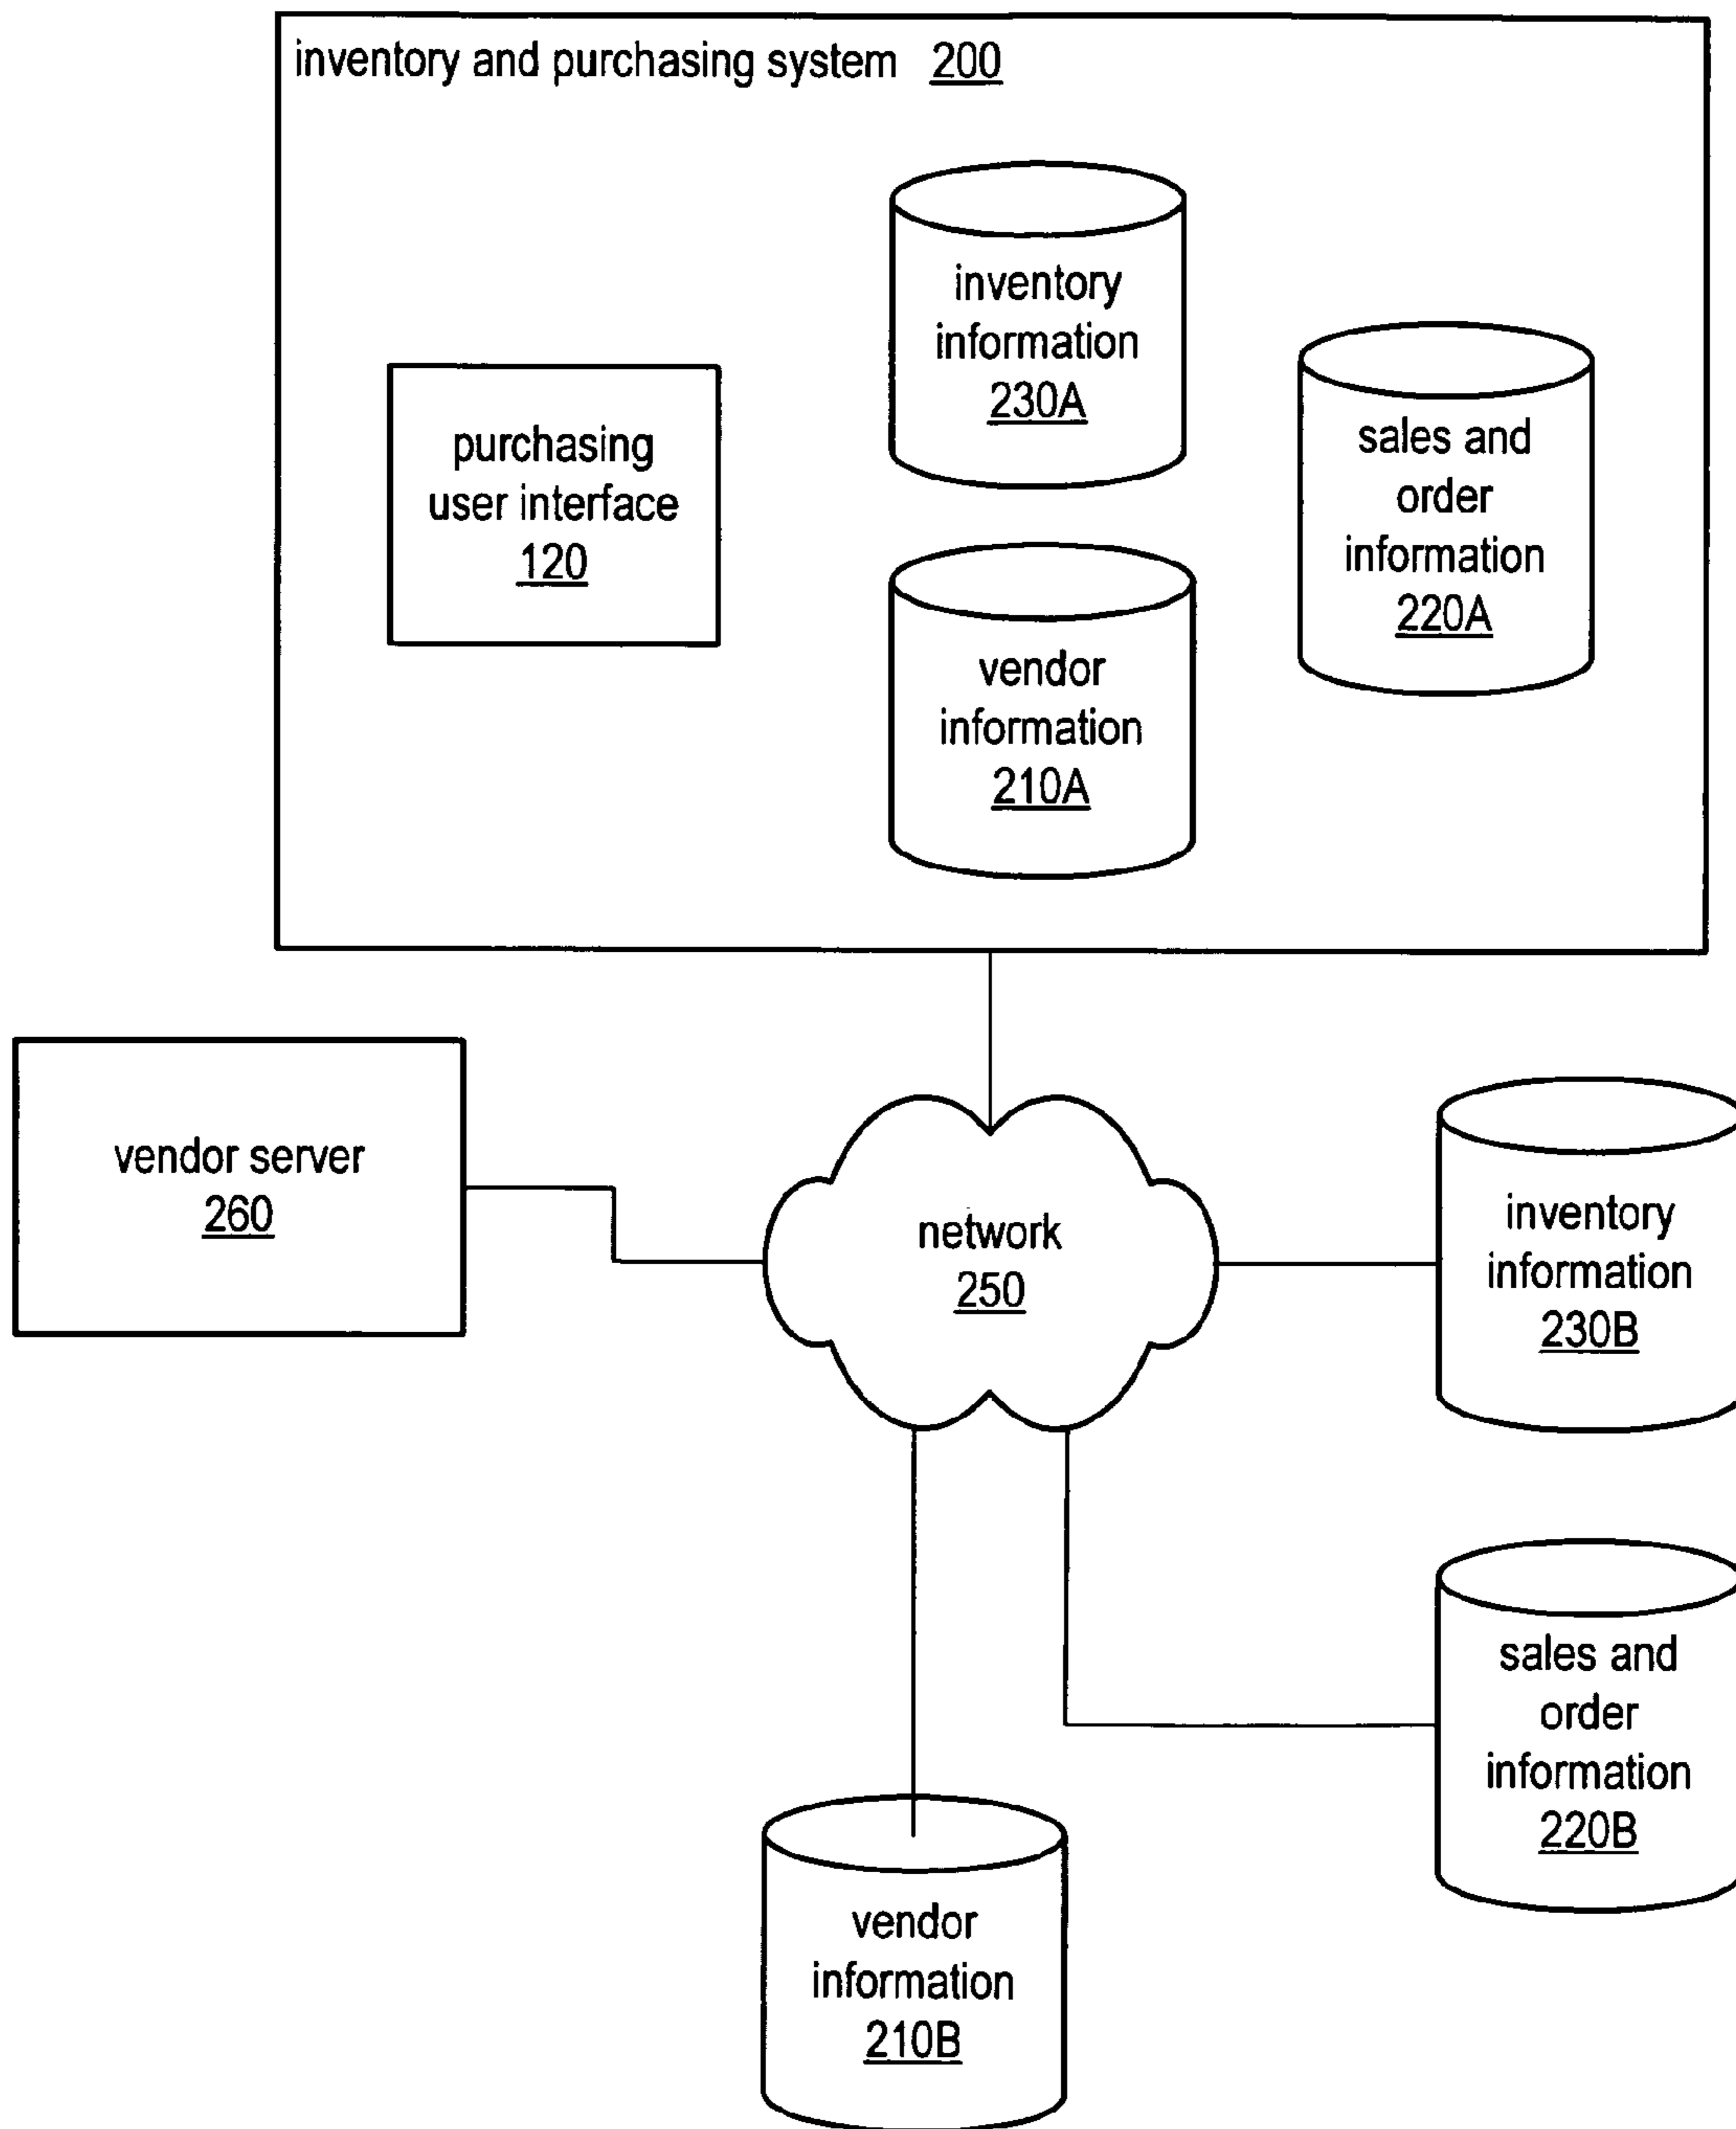 inventory and purchasing system 200
inventory
information
230A
sales and
order
information
220A
purchasing
user interface
120
vendor
information
210A
vendor server
260
network
250
inventory
information
230B
sales and
order
information
220B
vendor
information
210B